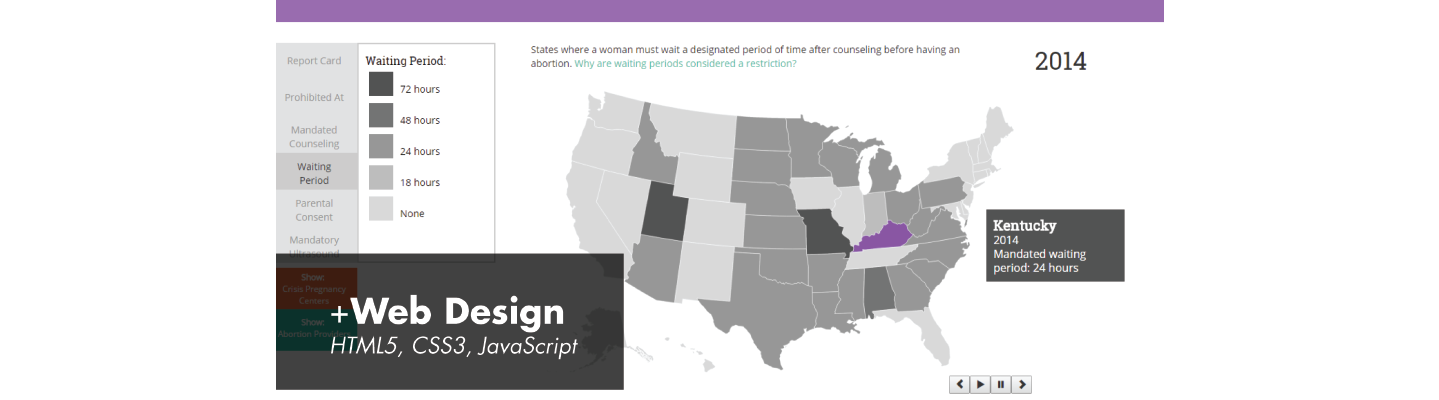 Report Card
Prohibited At
Mandated
Counseling
Waiting
Period
Parental
Consent
Mandatory
Ultrasound
Show:
Crisis Pregnancy
Centers
Show:
Abortion Providers
Waiting Period:
72 hours
48 hours
24 hours
18 hours
None
States where a woman must wait a designated period of time after counseling before having an
abortion. Why are waiting periods considered a restriction?
2014
Kentucky
2014
Mandated waiting
period: 24 hours
+Web Design
HTML5, CSS3, JavaScript